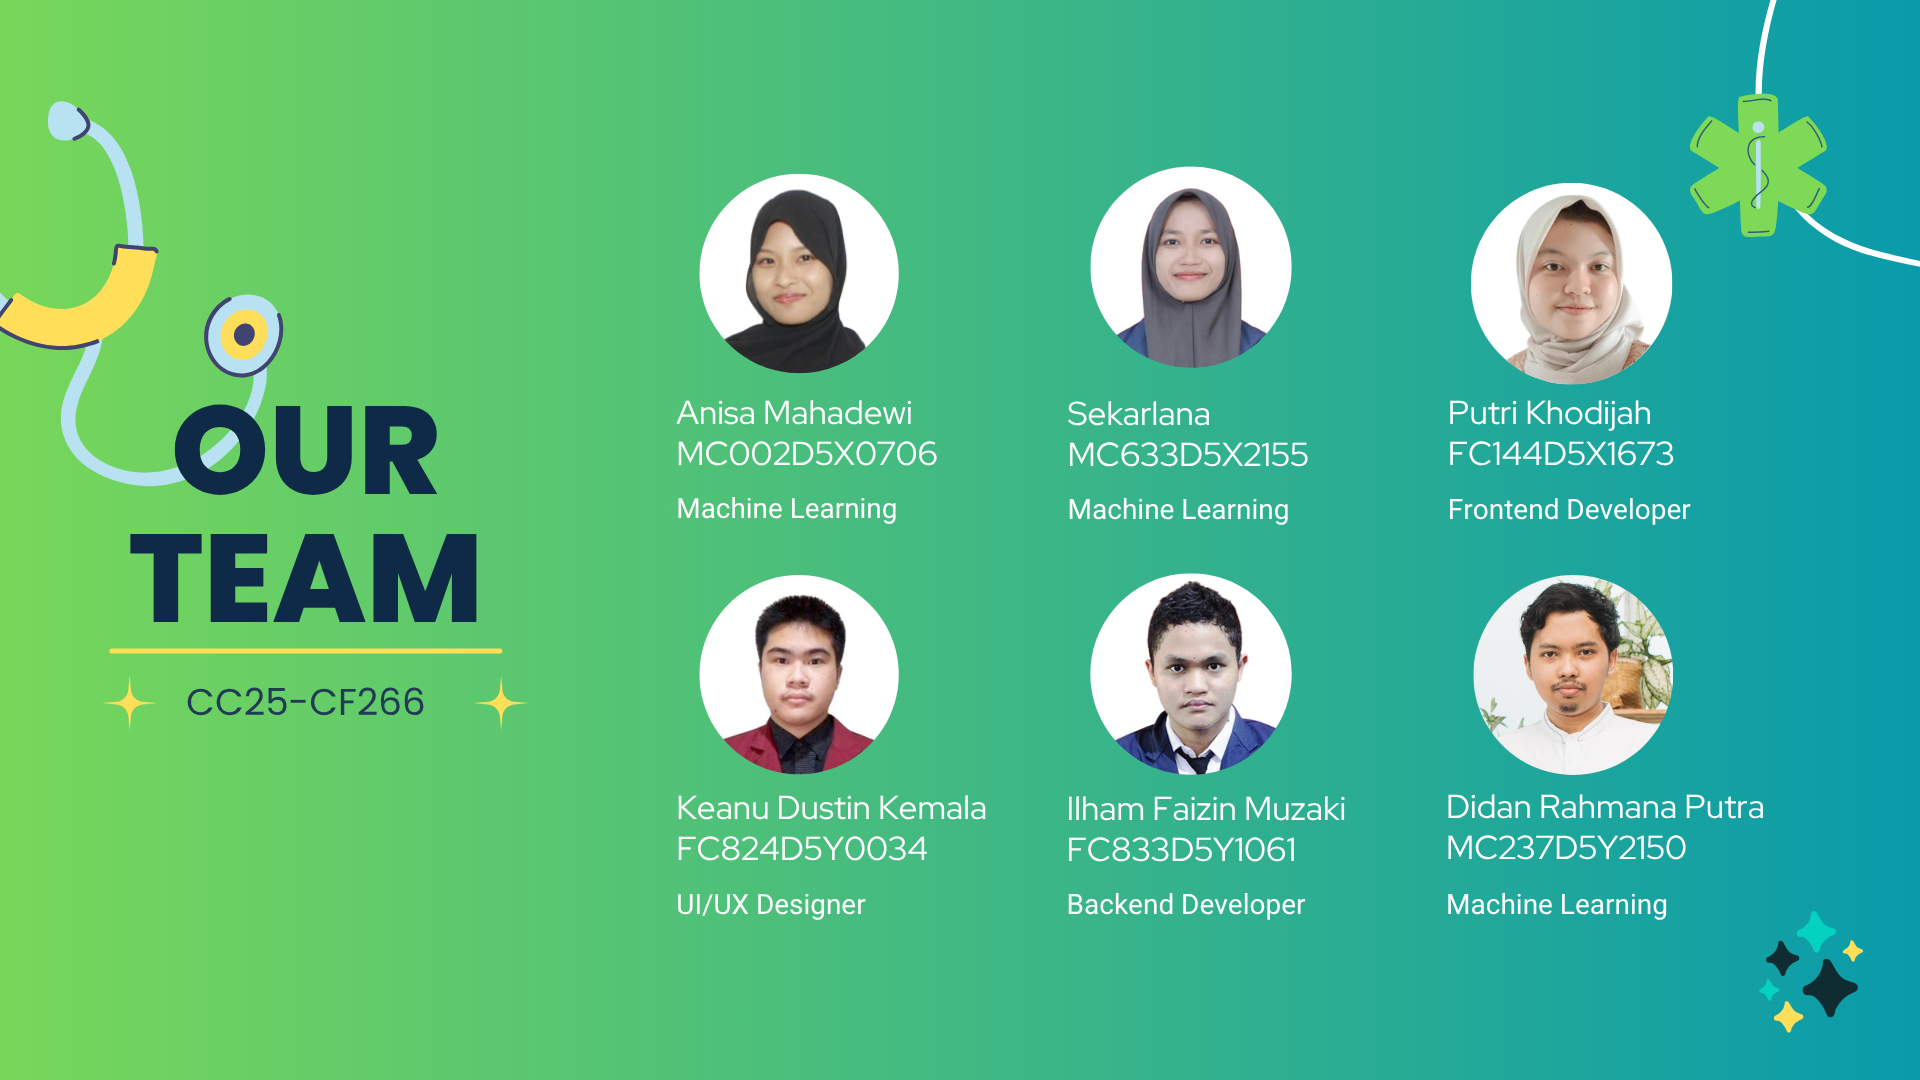 OUR
TEAM
CC25-CF266
Anisa Mahadewi
MC002D5X0706
Machine Learning
Sekarlana
MC633D5X2155
Machine Learning
Putri Khodijah
FC144D5X1673
Frontend Developer
Keanu Dustin Kemala
FC824D5Y0034
UI/UX Designer
Ilham Faizin Muzaki
FC833D5Y1061
Backend Developer
Didan Rahmana Putra
MC237D5Y2150
Machine Learning